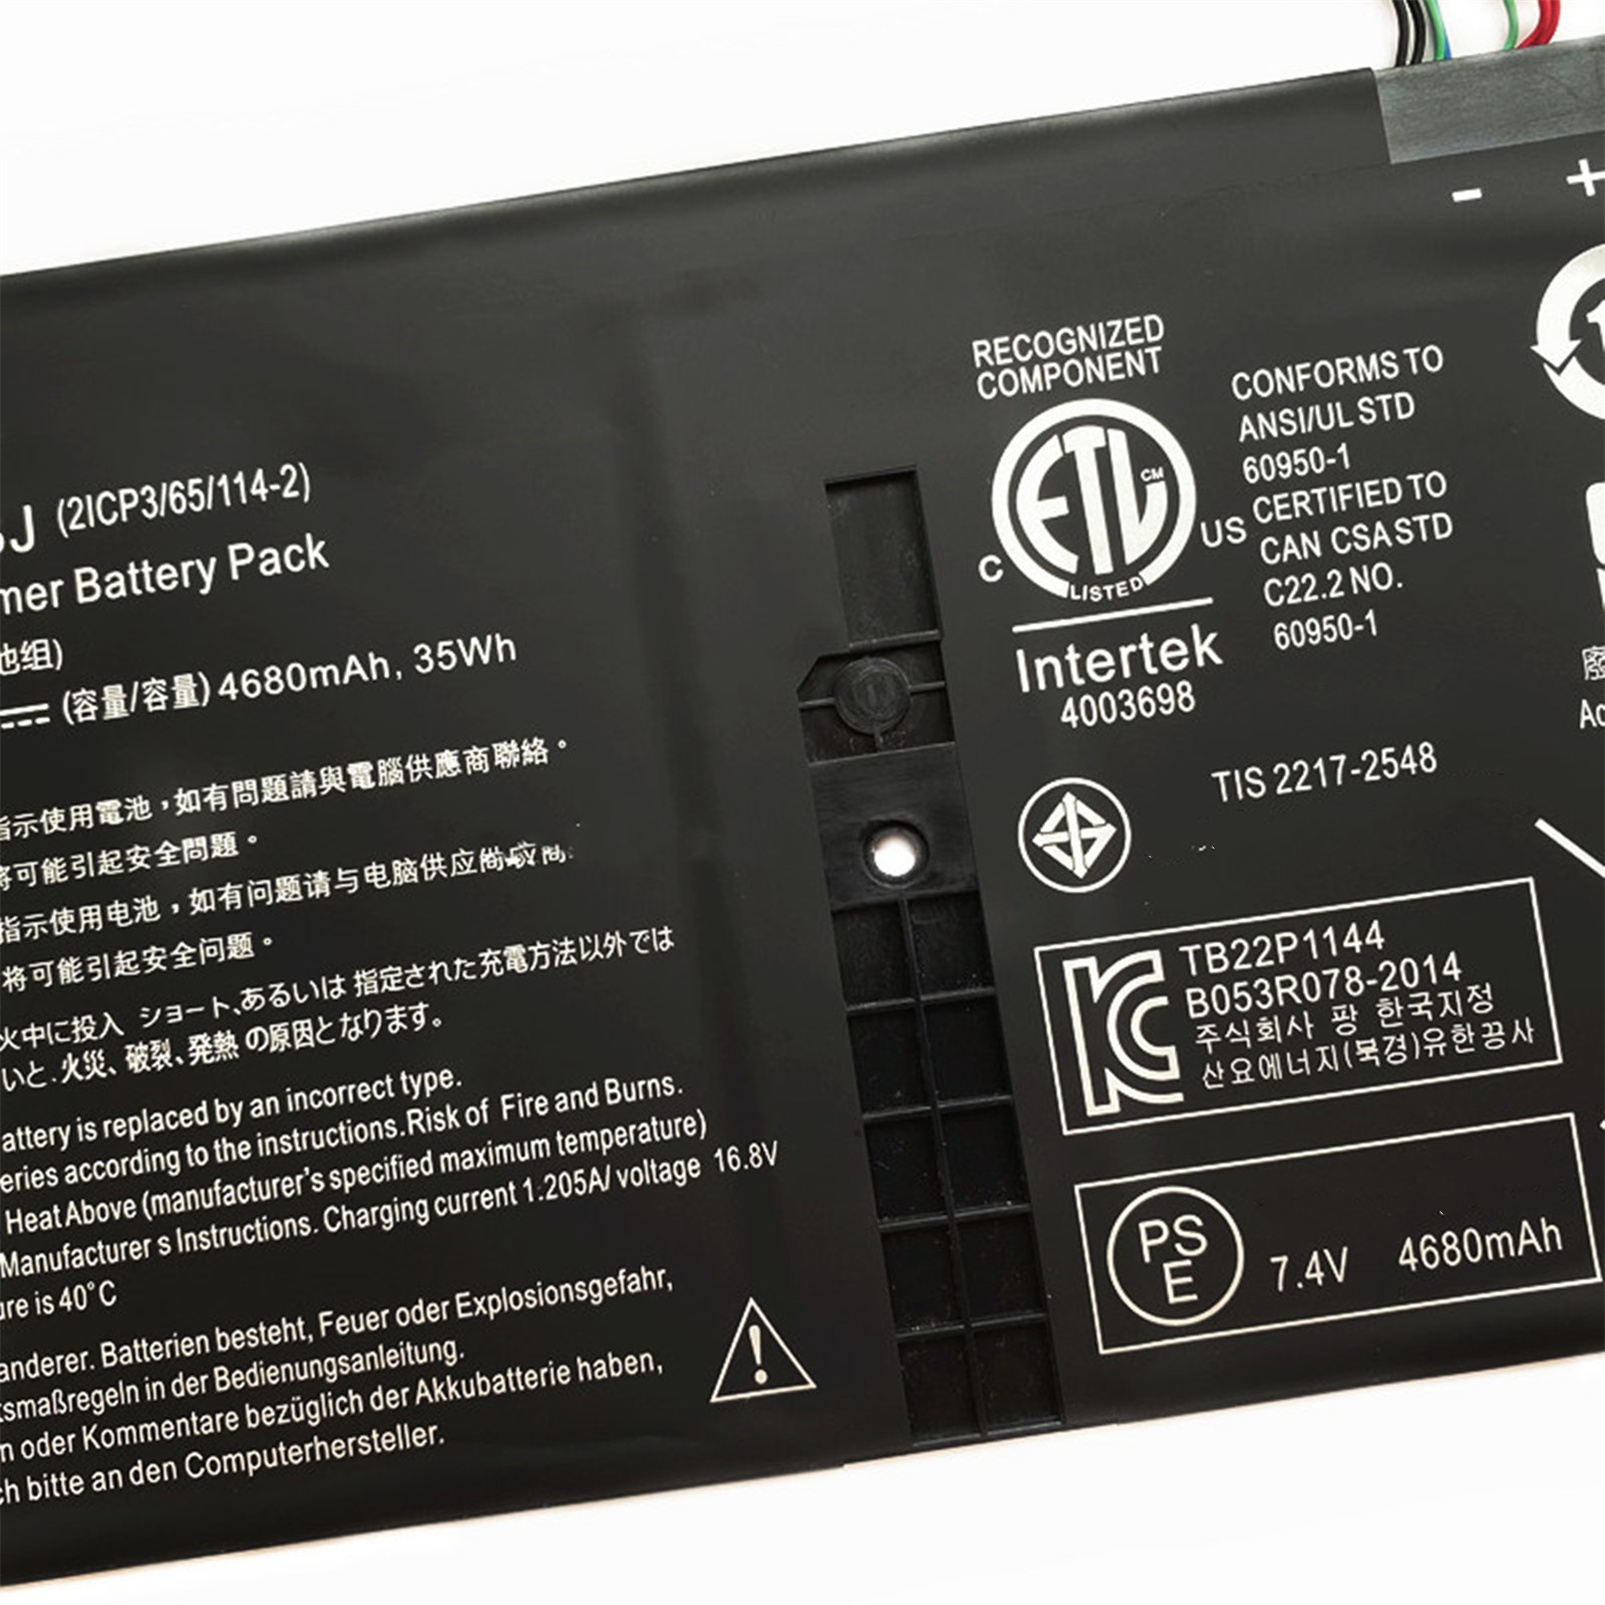 (2ICP3/65/114-2)
Battery Pack
池组)
(容量/容量) 4680mAh, 35Wh
指示使用電池，如有問題請與電腦供應商聯絡。
将可能引起安全問題。
指示使用电池，如有问题请与电脑供应
将可能引起安全问题。
火中に投入 ショート、あるいは 指定された充電方法以外では
いと.火災、破裂、発熱 の原因となります。
attery is replaced by an incorrect type.
eries according to the instructions.Risk of Fire and Burns.
Heat Above (manufacturer's specified maximum temperature)
Manufacturer s Instructions. Charging current 1.205A/ voltage 16.8V
ure is 40°C
anderer. Batterien besteht, Feuer oder Explosionsgefahr,
ksmaßregeln in der Bedienungsanleitung.
n oder Kommentare bezüglich der Akkubatterie haben,
ch bitte an den Computerhersteller.
- +
RECOGNIZED
COMPONENT
ETL CM
LISTED
C US
Intertek
4003698
CONFORMS TO
ANSI/UL STD
60950-1
CERTIFIED TO
CAN CSA STD
C22.2 NO.
60950-1
TIS 2217-2548
TB22P1144
B053R078-2014
주식회사 팡 한국지정
산요에너지(북경)유한공사
PS
E
7.4V 4680mAh